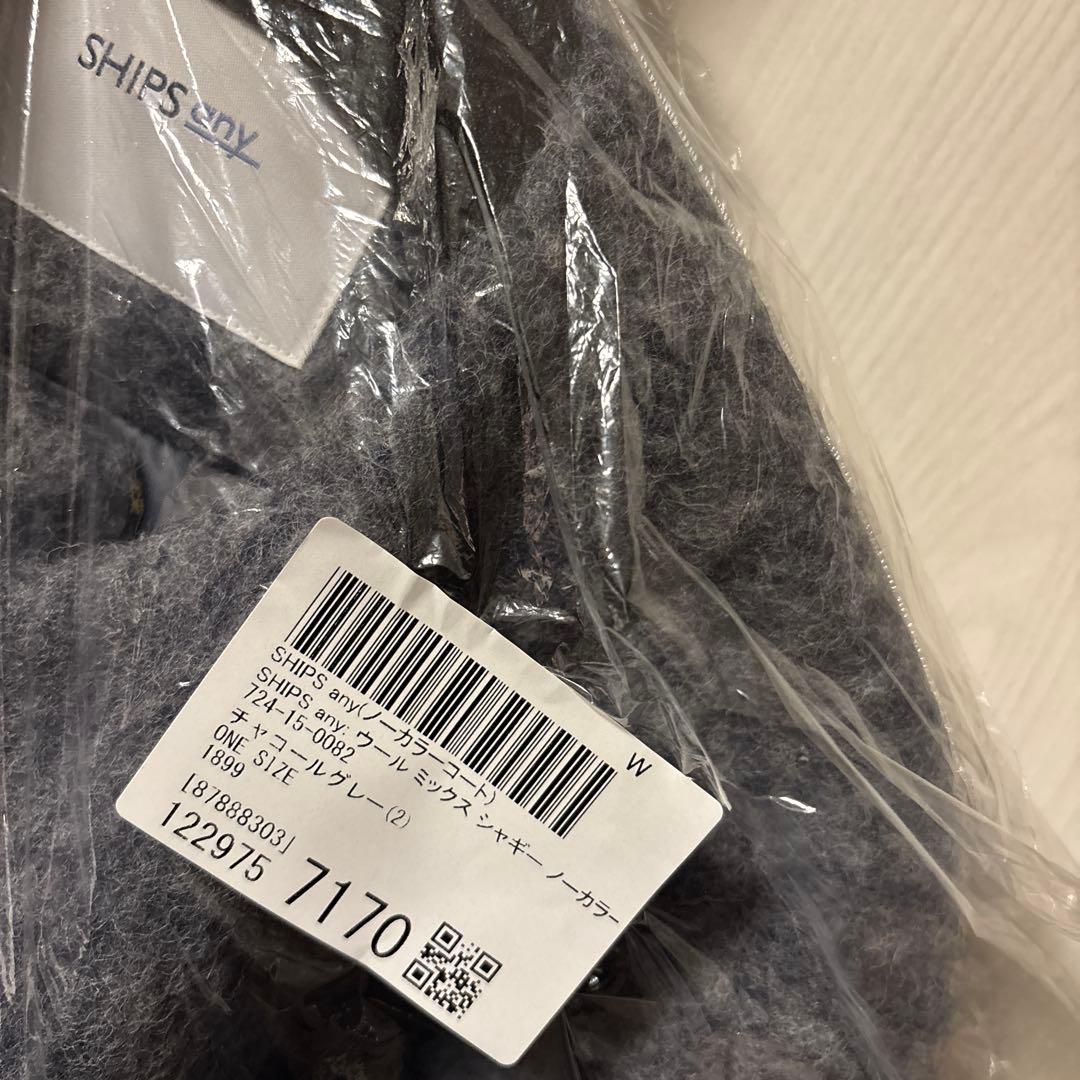 SHIPS any
W
SHIPS any(ノーカラーコート)
SHIPS any: ウール ミックス シャギー ノーカラー
724-15-0082
チャコールグレー(2)
ONE SIZE
1899
[87888303]
122975 7170